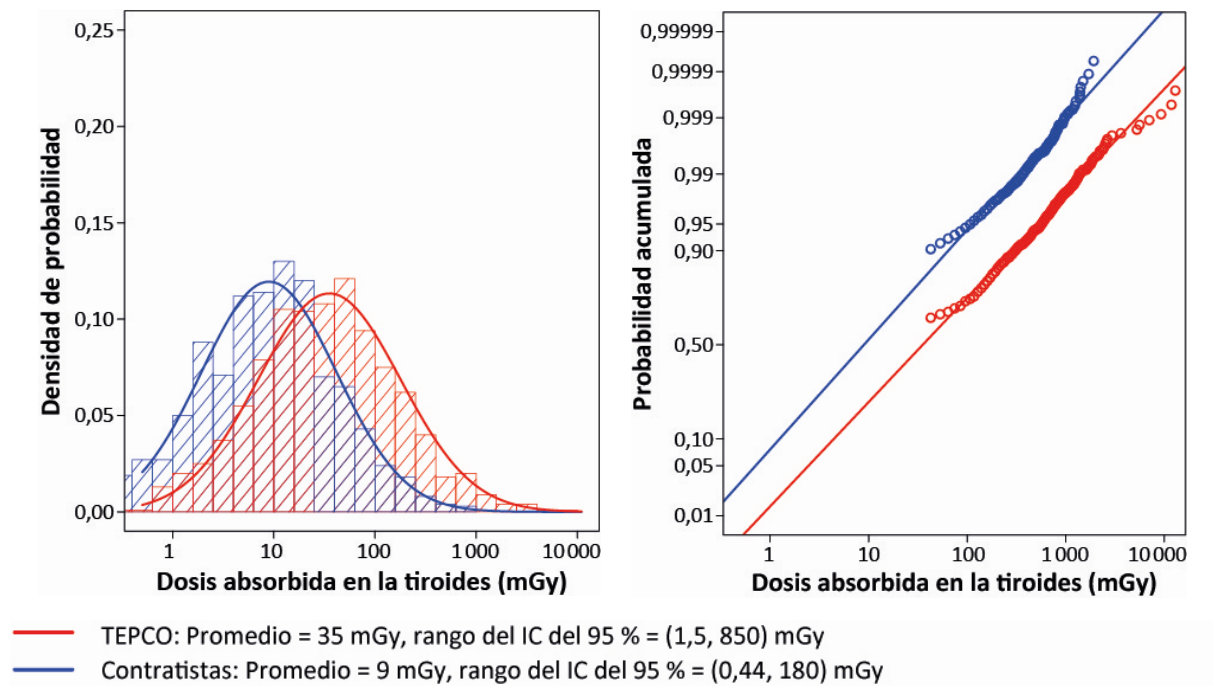 0,25
0,20
0,15
0,10
0,05
0,00
Densidad de probabilidad
1 10 100 1 000 10 000
Dosis absorbida en la tiroides (mGy)
0,99999
0,9999
0,999
0,99
0,95
0,90
0,50
0,10
0,05
0,01
Probabilidad acumulada
1 10 100 1 000 10 000
Dosis absorbida en la tiroides (mGy)
TEPCO: Promedio = 35 mGy, rango del IC del 95 % = (1,5, 850) mGy
Contratistas: Promedio = 9 mGy, rango del IC del 95 % = (0,44, 180) mGy